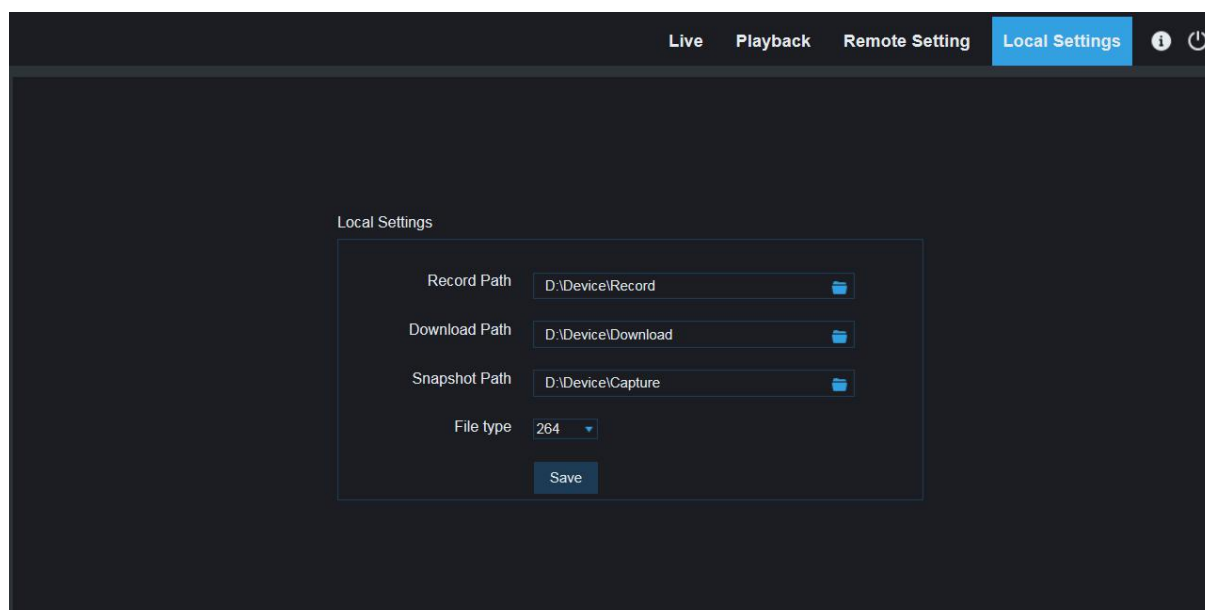 Live Playback Remote Setting Local Settings
Local Settings
Record Path D:\Device\Record
Download Path D:\Device\Download
Snapshot Path D:\Device\Capture
File type 264
Save